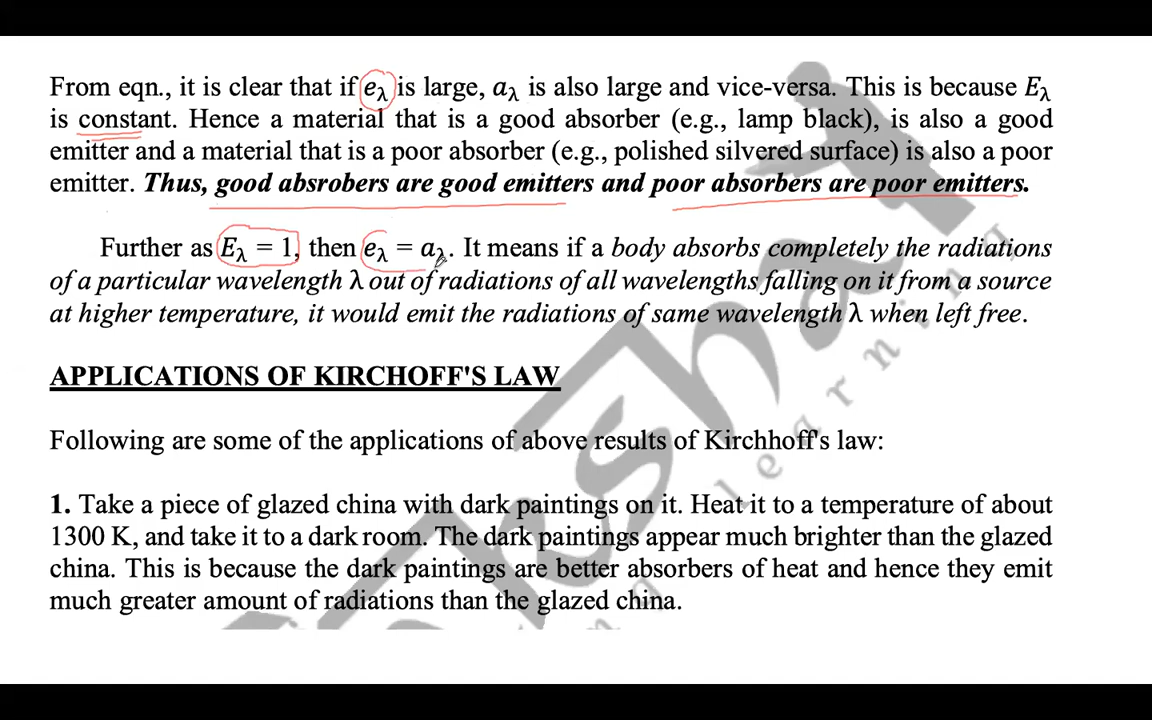 From eqn., it is clear that if eλ is large, aλ is also large and vice-versa. This is because Eλ
is constant. Hence a material that is a good absorber (e.g., lamp black), is also a good
emitter and a material that is a poor absorber (e.g., polished silvered surface) is also a poor
emitter. Thus, good absrobers are good emitters and poor absorbers are poor emitters.
Further as Eλ = 1, then eλ = aλ. It means if a body absorbs completely the radiations
of a particular wavelength λ out of radiations of all wavelengths falling on it from a source
at higher temperature, it would emit the radiations of same wavelength λ when left free.
APPLICATIONS OF KIRCHOFF'S LAW
Following are some of the applications of above results of Kirchhoff's law:
1. Take a piece of glazed china with dark paintings on it. Heat it to a temperature of about
1300 K, and take it to a dark room. The dark paintings appear much brighter than the glazed
china. This is because the dark paintings are better absorbers of heat and hence they emit
much greater amount of radiations than the glazed china.